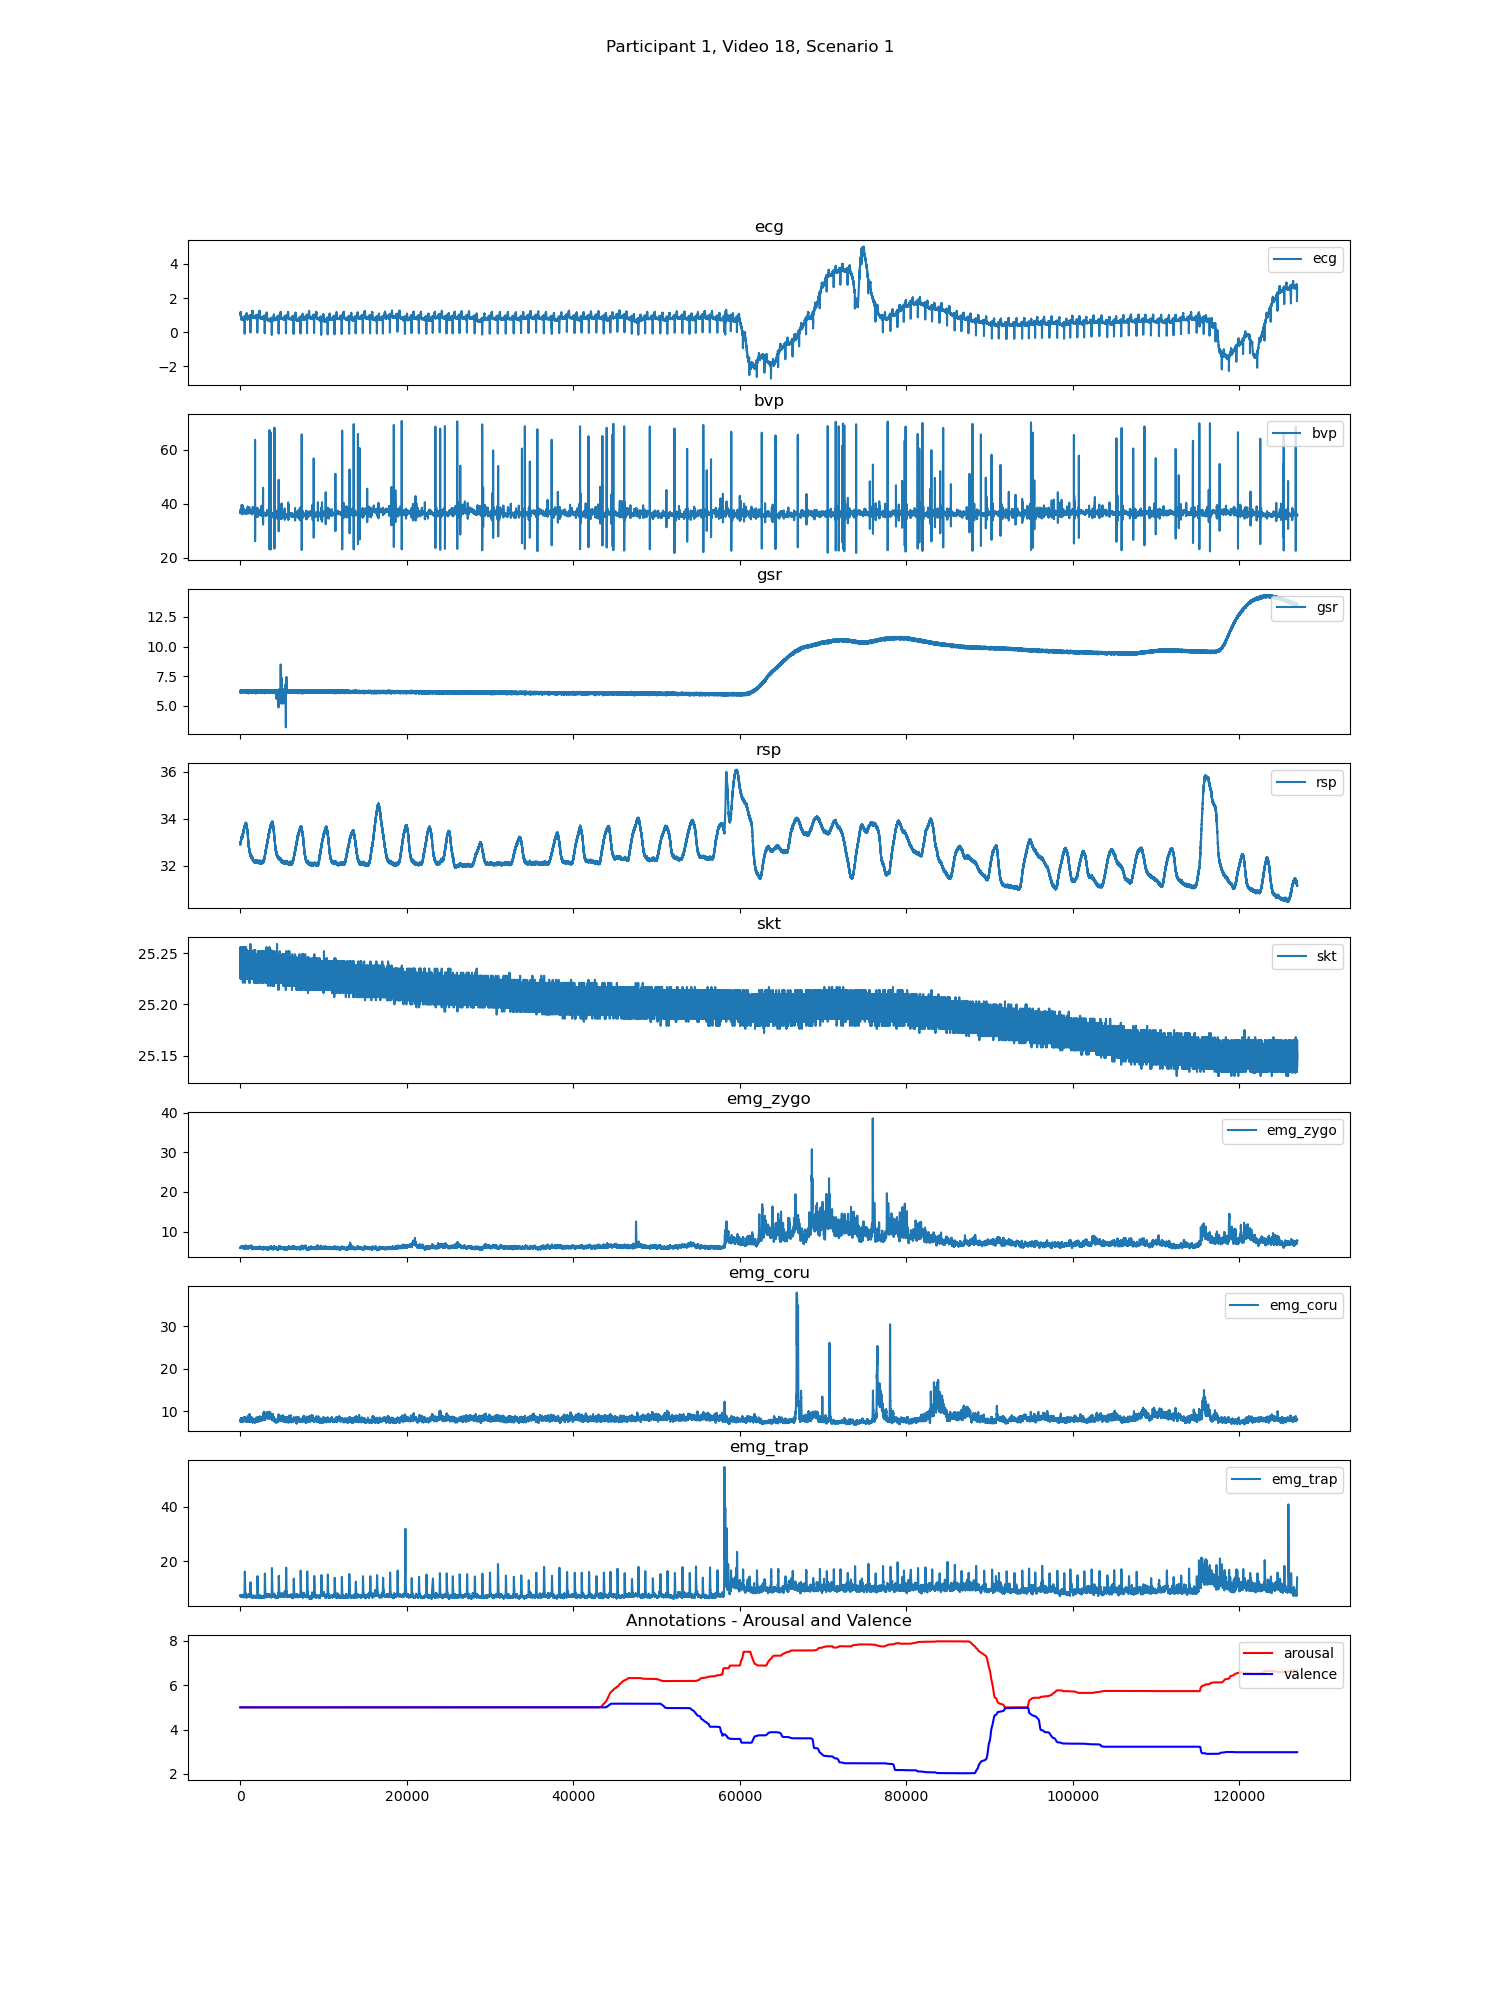 Participant 1, Video 18, Scenario 1
ecg
ecg
4
2
0
−2
bvp
bvp
60
40
20
gsr
gsr
12.5
10.0
7.5
5.0
rsp
rsp
36
34
32
skt
skt
25.25
25.20
25.15
emg_zygo
emg_zygo
40
30
20
10
emg_coru
emg_coru
30
20
10
emg_trap
emg_trap
40
20
Annotations - Arousal and Valence
arousal
valence
8
6
4
2
0 20000 40000 60000 80000 100000 120000